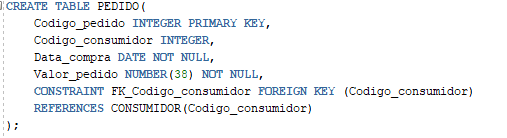 CREATE TABLE PEDIDO(
Codigo_pedido INTEGER PRIMARY KEY,
Codigo_consumidor INTEGER,
Data_compra DATE NOT NULL,
Valor_pedido NUMBER(38) NOT NULL,
CONSTRAINT FK_Codigo_consumidor FOREIGN KEY (Codigo_consumidor)
REFERENCES CONSUMIDOR(Codigo_consumidor)
);